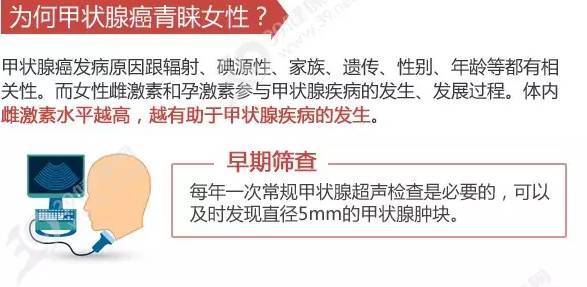 为何甲状腺癌青睐女性？
甲状腺癌发病原因跟辐射、碘源性、家族、遗传、性别、年龄等都有相
关性。而女性雌激素和孕激素参与甲状腺疾病的发生、发展过程。体内
雌激素水平越高，越有助于甲状腺疾病的发生。
早期筛查
每年一次常规甲状腺超声检查是必要的，可以
及时发现直径5mm的甲状腺肿块。